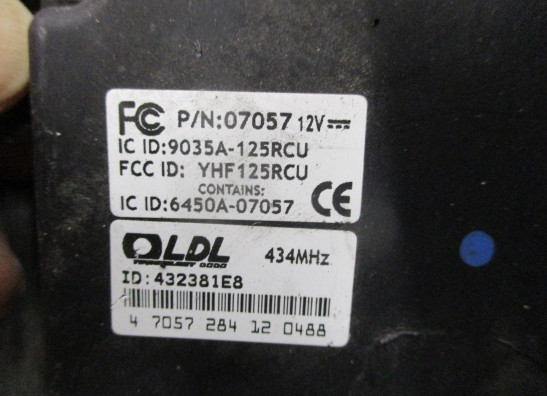 FC P/N:07057 12V
IC ID:9035A-125RCU
FCC ID: YHF125RCU
CONTAINS:
IC ID:6450A-07057 CE
LDL 434MHz
ID:432381E8
4 7057 284 12 0488